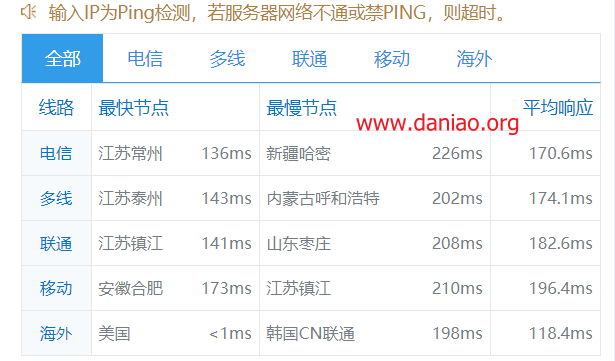 输入IP为Ping检测，若服务器网络不通或禁PING，则超时。
全部 电信 多线 联通 移动 海外
线路 最快节点 最慢节点 平均响应
www.daniao.org
电信 江苏常州 136ms 新疆哈密 226ms 170.6ms
多线 江苏泰州 143ms 内蒙古呼和浩特 202ms 174.1ms
联通 江苏镇江 141ms 山东枣庄 208ms 182.6ms
移动 安徽合肥 173ms 江苏镇江 210ms 196.4ms
海外 美国 <1ms 韩国CN联通 198ms 118.4ms